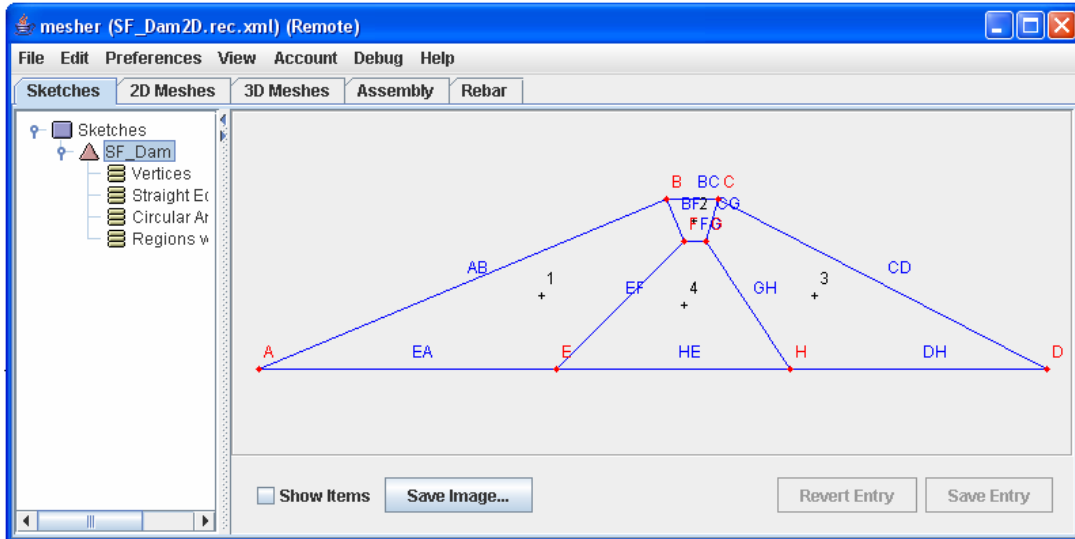 mesher (SF_Dam2D.rec.xml) (Remote)
File Edit Preferences View Account Debug Help
Sketches 2D Meshes 3D Meshes Assembly Rebar
Sketches
SF_Dam
Vertices
Straight Ed
Circular Ar
Regions w
B BC C
BF 2 CG
F FG G
AB 1 EF 4 GH 3 CD
A EA E HE H DH D
Show Items Save Image... Revert Entry Save Entry